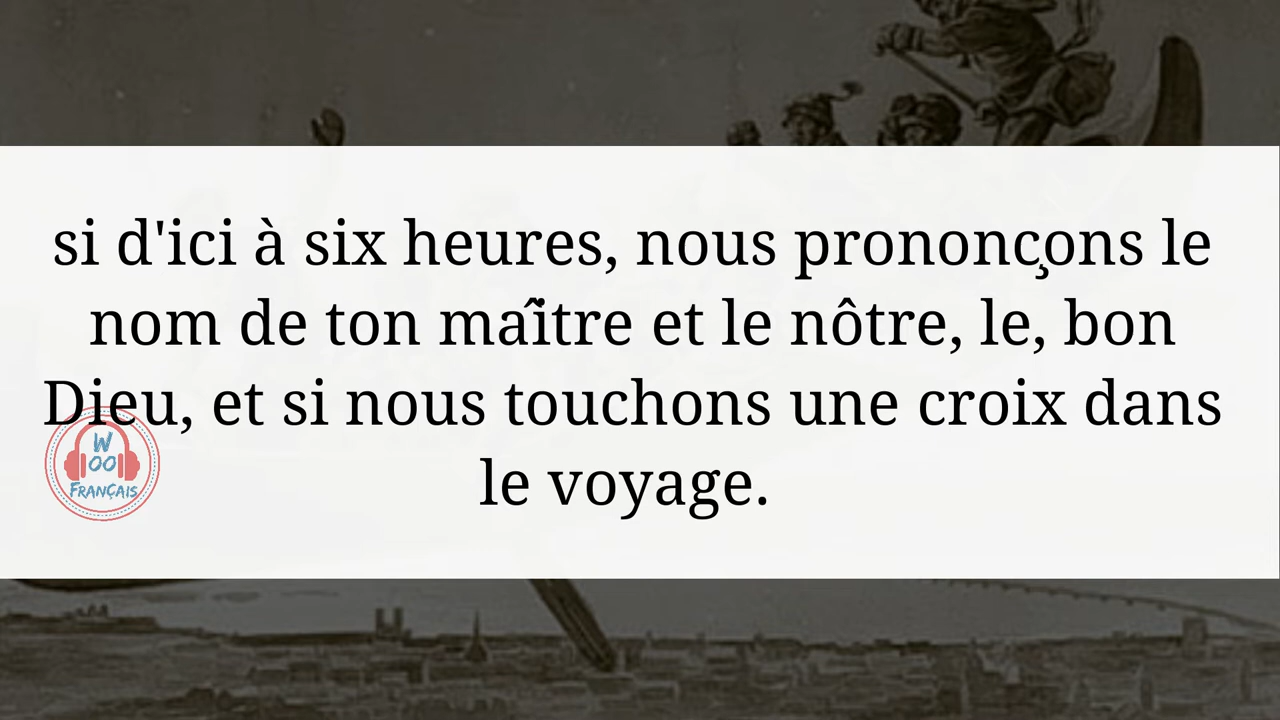 si d'ici à six heures, nous prononçons le
nom de ton maître et le nôtre, le, bon
Dieu, et si nous touchons une croix dans
le voyage.
W
OO
FRANÇAIS